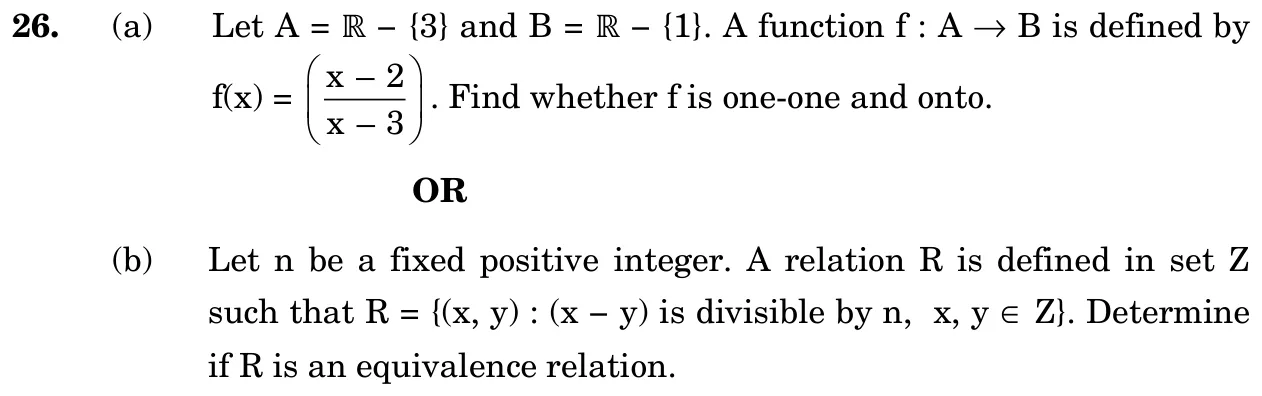 26. (a) Let A = ℝ – {3} and B = ℝ – {1}. A function f : A → B is defined by
f(x) = ((x – 2)/(x – 3)). Find whether f is one-one and onto.
OR
(b) Let n be a fixed positive integer. A relation R is defined in set Z
such that R = {(x, y) : (x – y) is divisible by n, x, y ∈ Z}. Determine
if R is an equivalence relation.